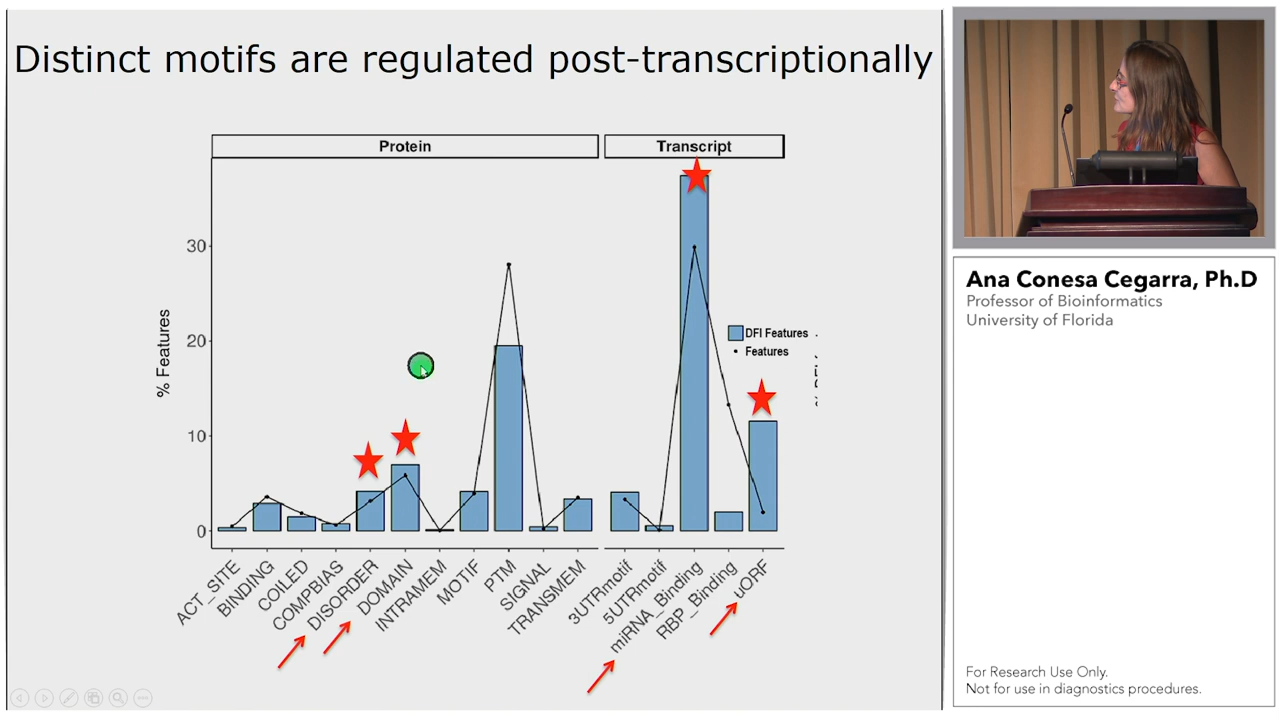 Distinct motifs are regulated post-transcriptionally
Protein
Transcript
% Features
30
20
10
0
DFI Features
Features
ACT_SITE
BINDING
COILED
COMPBIAS
DISORDER
DOMAIN
INTRAMEM
MOTIF
PTM
SIGNAL
TRANSMEM
3UTRmotif
5UTRmotif
miRNA_Binding
RBP_Binding
uORF
Ana Conesa Cegarra, Ph.D
Professor of Bioinformatics
University of Florida
For Research Use Only.
Not for use in diagnostics procedures.